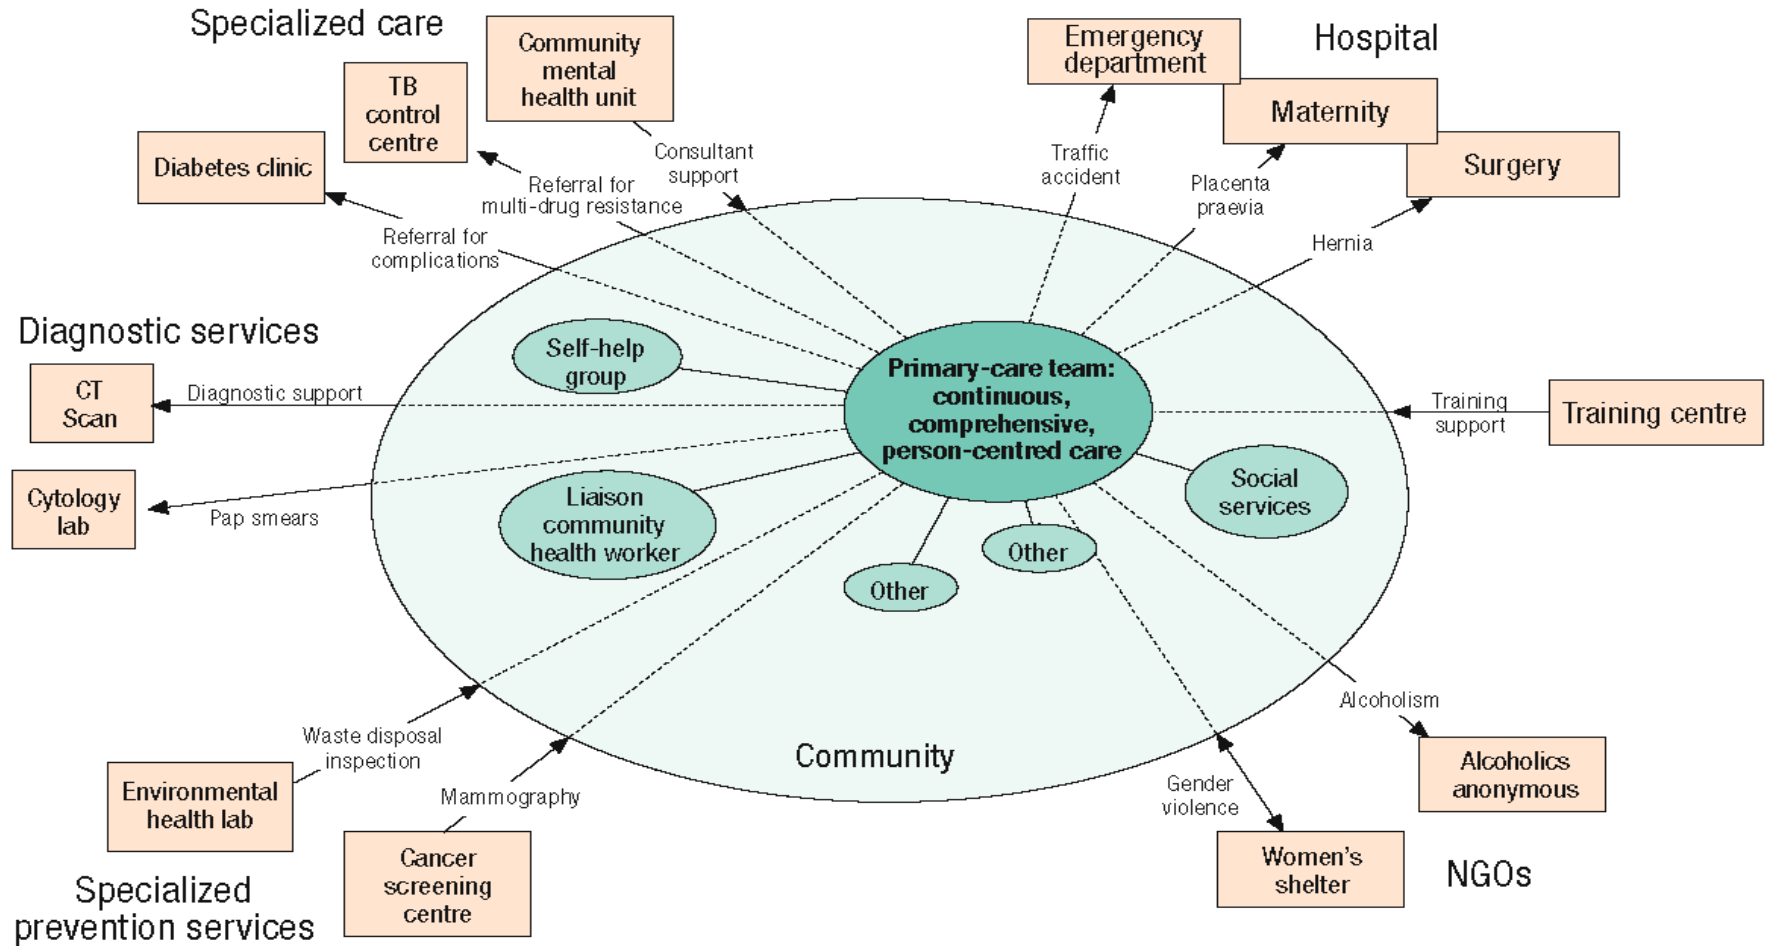 Specialized care
Community
mental
health unit
TB
control
centre
Diabetes clinic
Consultant
support
Referral for
multi-drug resistance
Referral for
complications
Emergency
department
Hospital
Maternity
Surgery
Traffic
accident
Placenta
praevia
Hernia
Diagnostic services
CT
Scan
Diagnostic support
Cytology
lab
Pap smears
Self-help
group
Primary-care team:
continuous,
comprehensive,
person-centred care
Training
support
Training centre
Liaison
community
health worker
Social
services
Other
Other
Community
Waste disposal
inspection
Environmental
health lab
Mammography
Cancer
screening
centre
Specialized
prevention services
Alcoholism
Alcoholics
anonymous
Gender
violence
Women's
shelter
NGOs